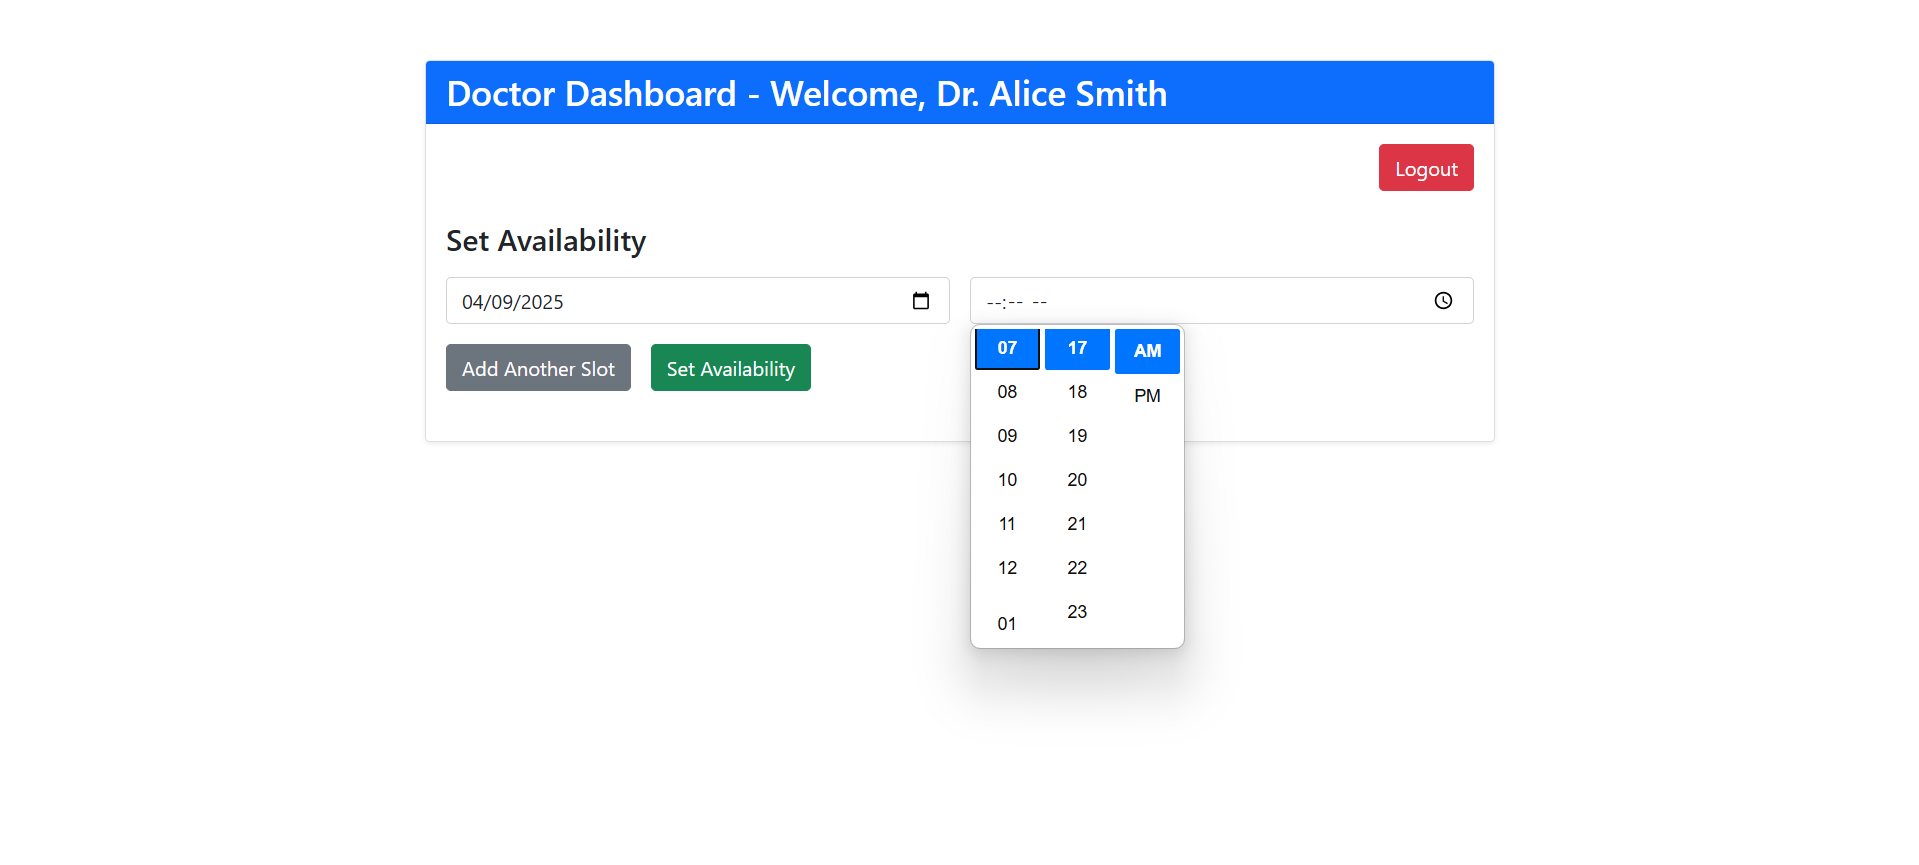 Doctor Dashboard - Welcome, Dr. Alice Smith
Logout
Set Availability
04/09/2025
--:-- --
Add Another Slot
Set Availability
07 17 AM
08 18 PM
09 19
10 20
11 21
12 22
01 23